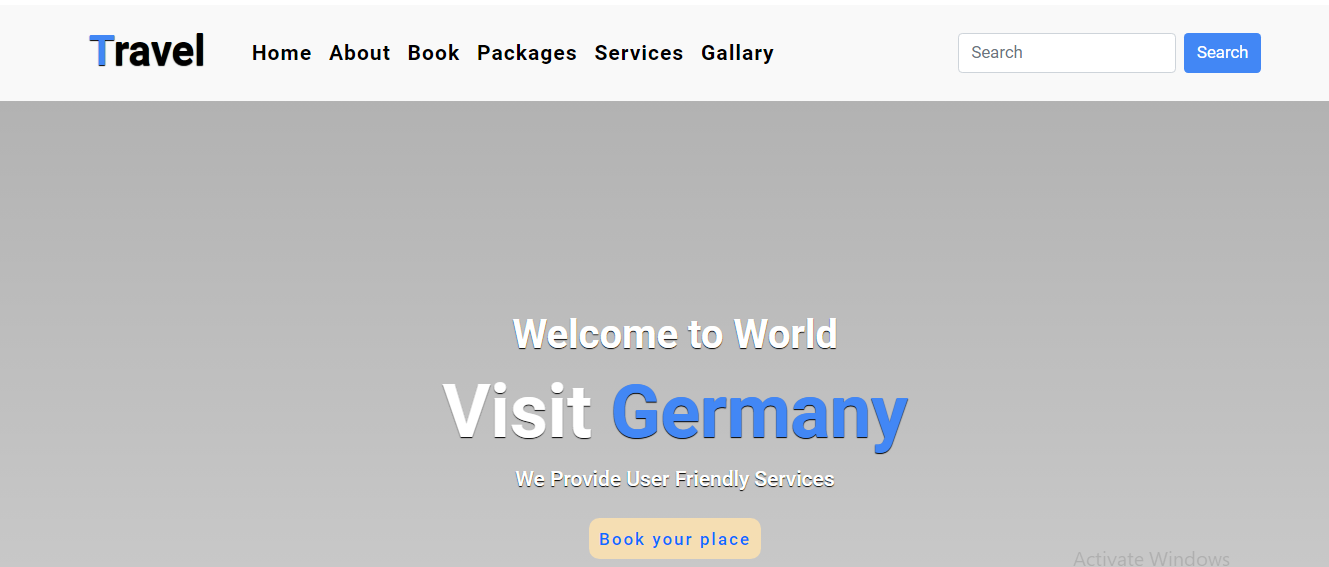 Travel Home About Book Packages Services Gallary Search Search
Welcome to World
Visit Germany
We Provide User Friendly Services
Book your place
Activate Windows